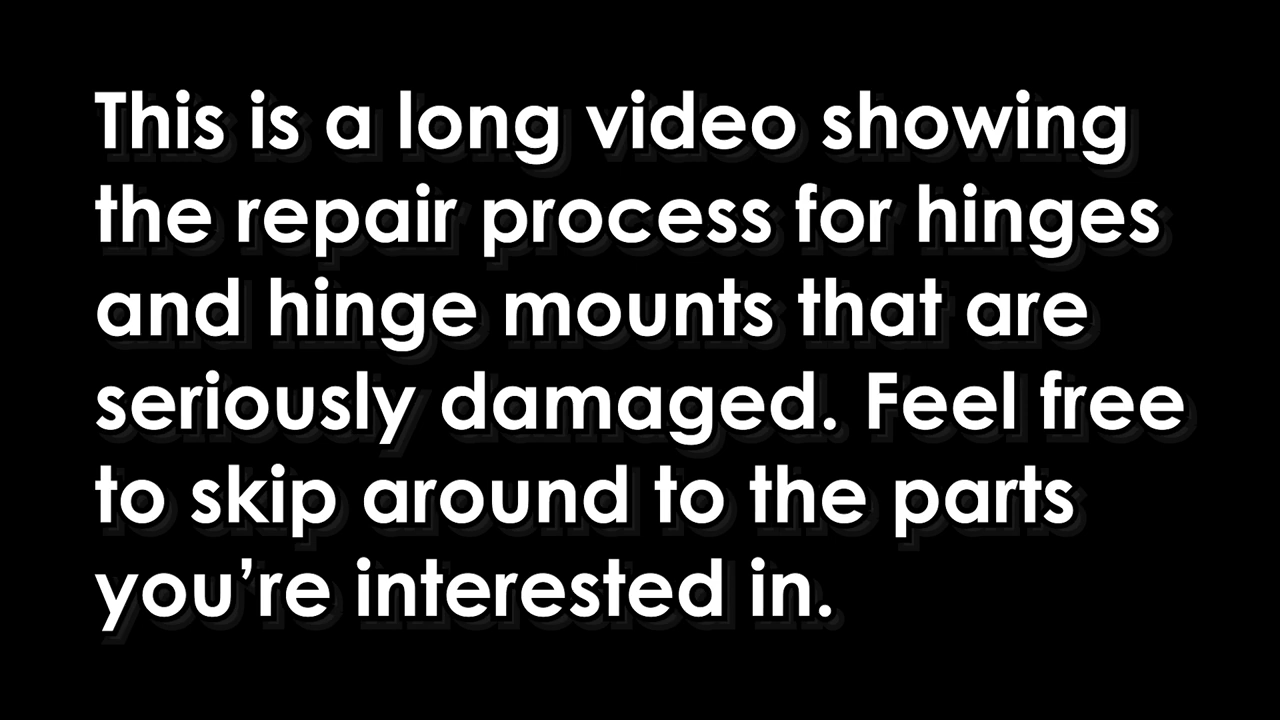 This is a long video showing
the repair process for hinges
and hinge mounts that are
seriously damaged. Feel free
to skip around to the parts
you’re interested in.